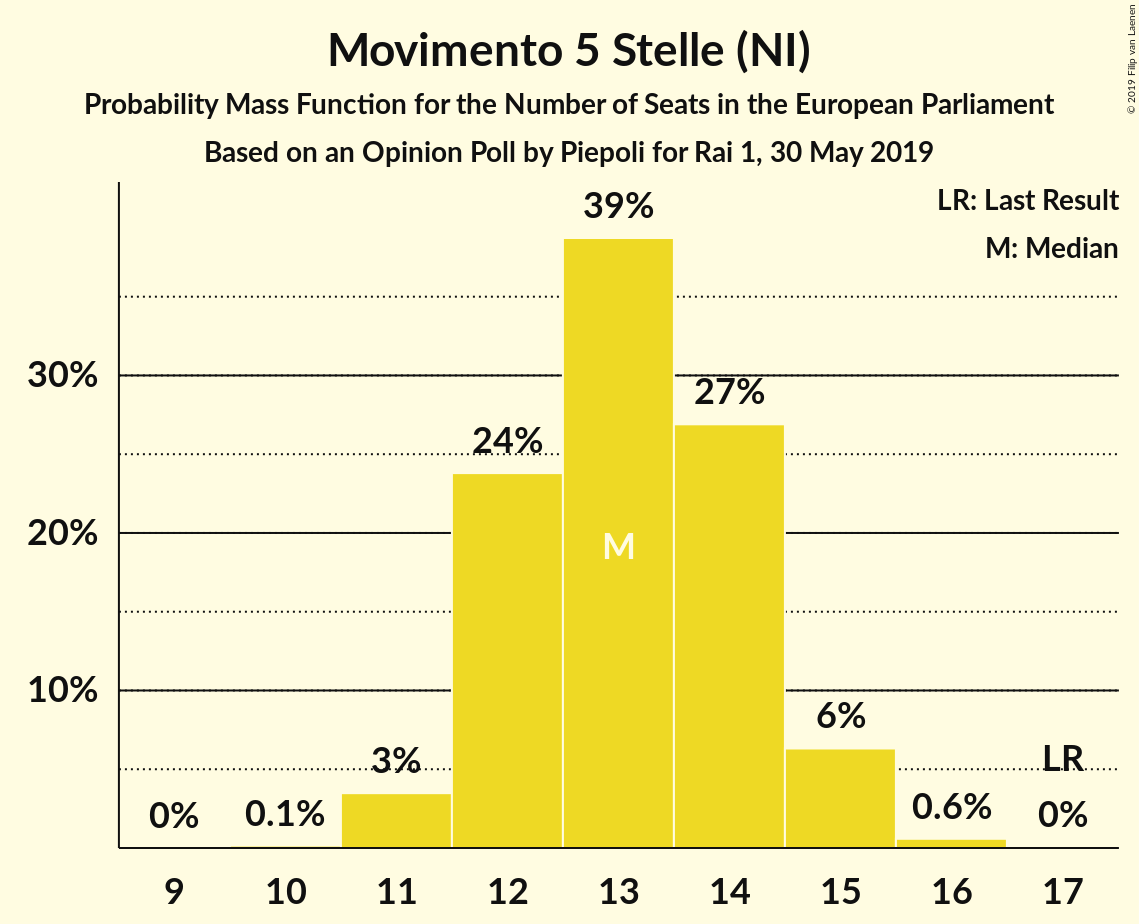 Movimento 5 Stelle (NI)
Probability Mass Function for the Number of Seats in the European Parliament
Based on an Opinion Poll by Piepoli for Rai 1, 30 May 2019
© 2019 Filip van Laenen
LR: Last Result
M: Median
39%
30%
27%
24%
20%
M
10%
6%
3%
LR
0%
0.1%
0.6%
0%
9 10 11 12 13 14 15 16 17